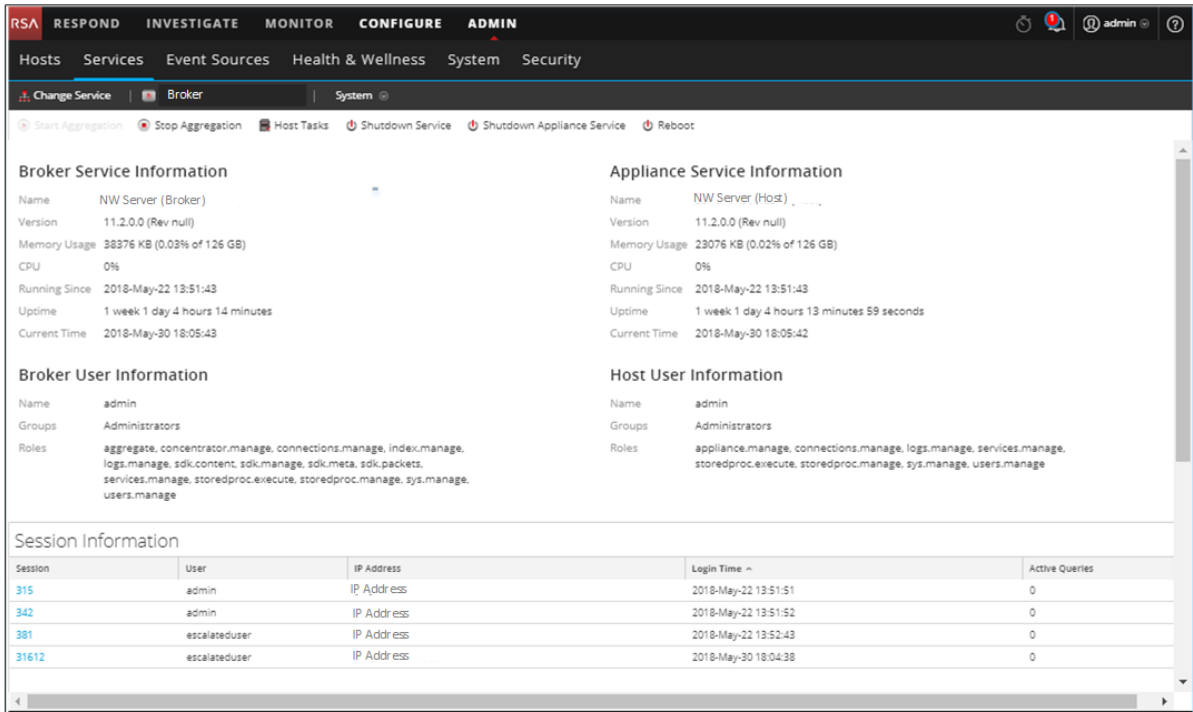 RSA RESPOND INVESTIGATE MONITOR CONFIGURE ADMIN 1 admin ?
Hosts Services Event Sources Health & Wellness System Security
Change Service | Broker | System
Start Aggregation Stop Aggregation Host Tasks Shutdown Service Shutdown Appliance Service Reboot
Broker Service Information
Name NW Server (Broker)
Version 11.2.0.0 (Rev null)
Memory Usage 38376 KB (0.03% of 126 GB)
CPU 0%
Running Since 2018-May-22 13:51:43
Uptime 1 week 1 day 4 hours 14 minutes
Current Time 2018-May-30 18:05:43
Appliance Service Information
Name NW Server (Host)
Version 11.2.0.0 (Rev null)
Memory Usage 23076 KB (0.02% of 126 GB)
CPU 0%
Running Since 2018-May-22 13:51:43
Uptime 1 week 1 day 4 hours 13 minutes 59 seconds
Current Time 2018-May-30 18:05:42
Broker User Information
Name admin
Groups Administrators
Roles aggregate, concentrator.manage, connections.manage, index.manage,
logs.manage, sdk.content, sdk.manage, sdk.meta, sdk.packets,
services.manage, storedproc.execute, storedproc.manage, sys.manage,
users.manage
Host User Information
Name admin
Groups Administrators
Roles appliance.manage, connections.manage, logs.manage, services.manage,
storedproc.execute, storedproc.manage, sys.manage, users.manage
Session Information
Session User IP Address Login Time Active Queries
315 admin IP Address 2018-May-22 13:51:51 0
342 admin IP Address 2018-May-22 13:51:52 0
381 escalateduser IP Address 2018-May-22 13:52:43 0
31612 escalateduser IP Address 2018-May-30 18:04:38 0